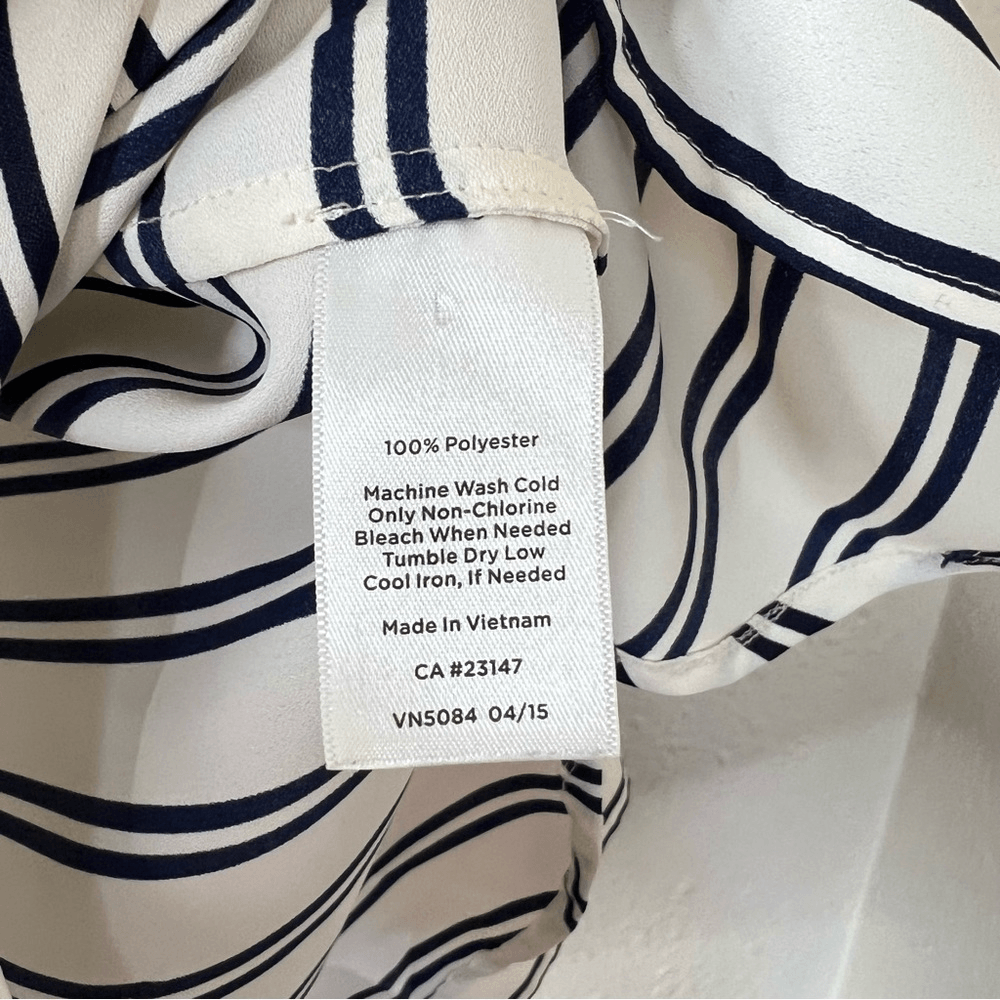 100% Polyester
Machine Wash Cold
Only Non-Chlorine
Bleach When Needed
Tumble Dry Low
Cool Iron, If Needed
Made In Vietnam
CA #23147
VN5084 04/15